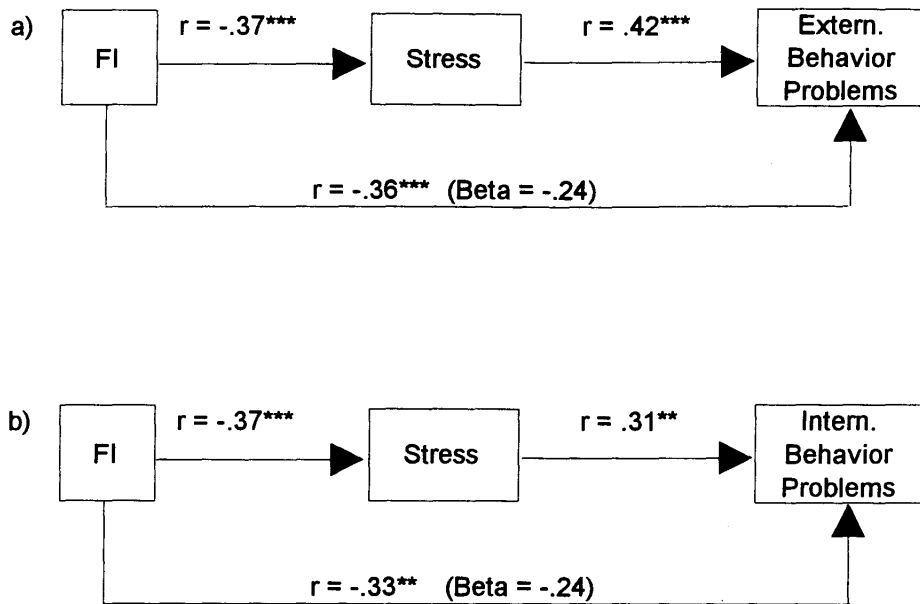 a)
r = -.37***
r = .42***
FI
Stress
Extern.
Behavior
Problems
r = -.36*** (Beta = -.24)
b)
r = -.37***
r = .31**
FI
Stress
Intern.
Behavior
Problems
r = -.33** (Beta = -.24)